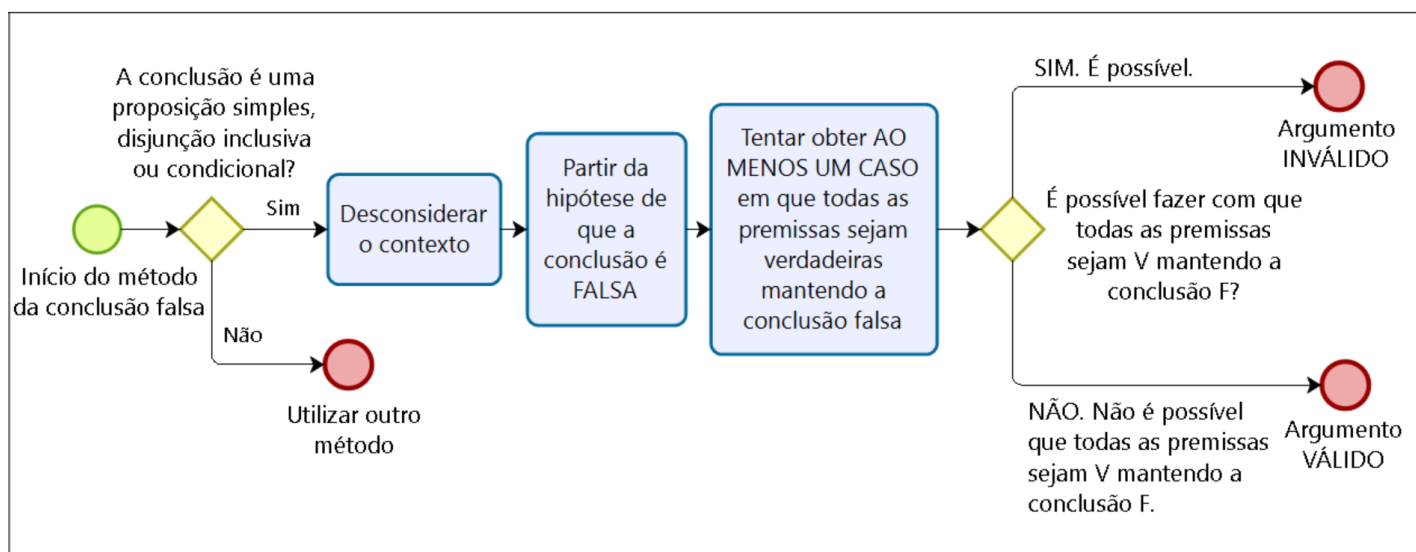 A conclusão é uma
proposição simples,
disjunção inclusiva
ou condicional?
Início do método
da conclusão falsa
Sim
Não
Utilizar outro
método
Desconsiderar
o contexto
Partir da
hipótese de
que a
conclusão é
FALSA
Tentar obter AO
MENOS UM CASO
em que todas as
premissas sejam
verdadeiras
mantendo a
conclusão falsa
É possível fazer com que
todas as premissas
sejam V mantendo a
conclusão F?
SIM. É possível.
Argumento
INVÁLIDO
NÃO. Não é possível
que todas as premissas
sejam V mantendo a
conclusão F.
Argumento
VÁLIDO